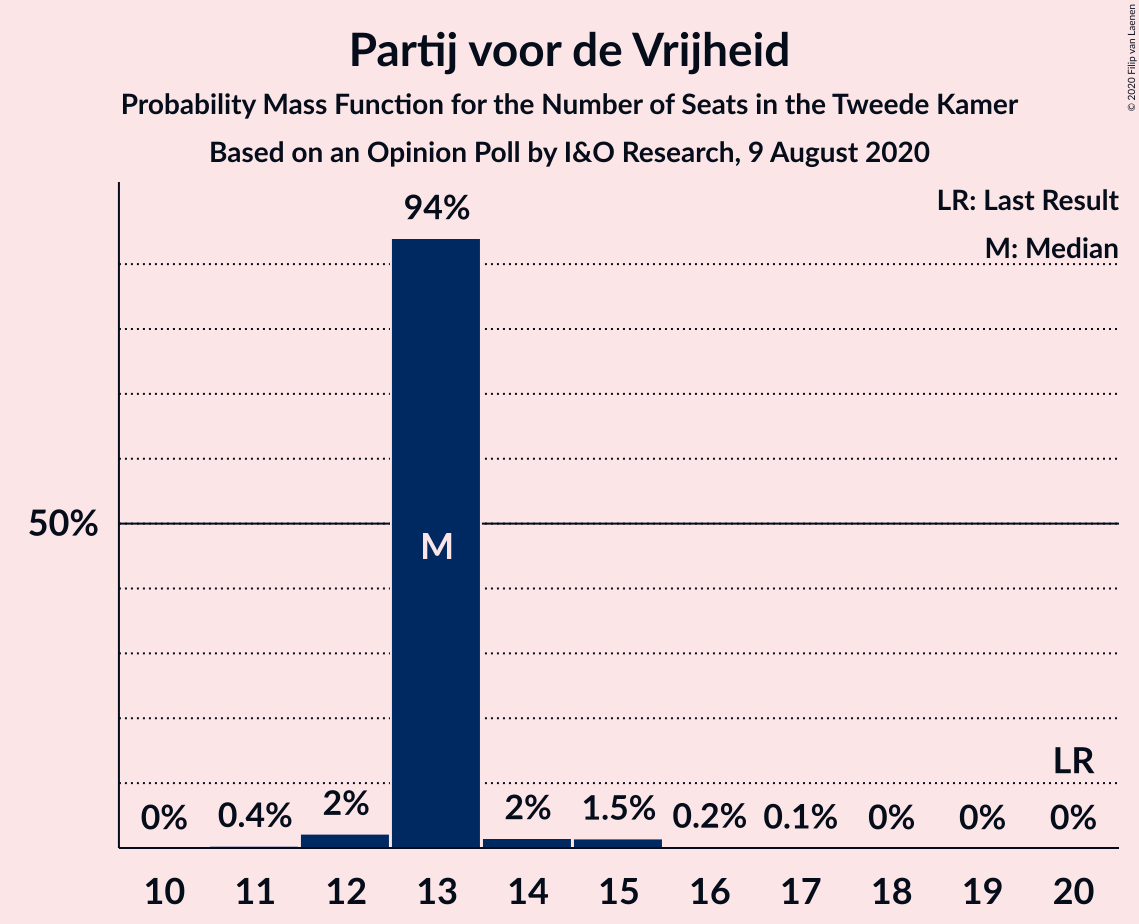 Partij voor de Vrijheid
Probability Mass Function for the Number of Seats in the Tweede Kamer
Based on an Opinion Poll by I&O Research, 9 August 2020
© 2020 Filip van Laenen
LR: Last Result
M: Median
94%
50%
M
LR
0% 0.4% 2% 2% 1.5% 0.2% 0.1% 0% 0% 0%
10 11 12 13 14 15 16 17 18 19 20